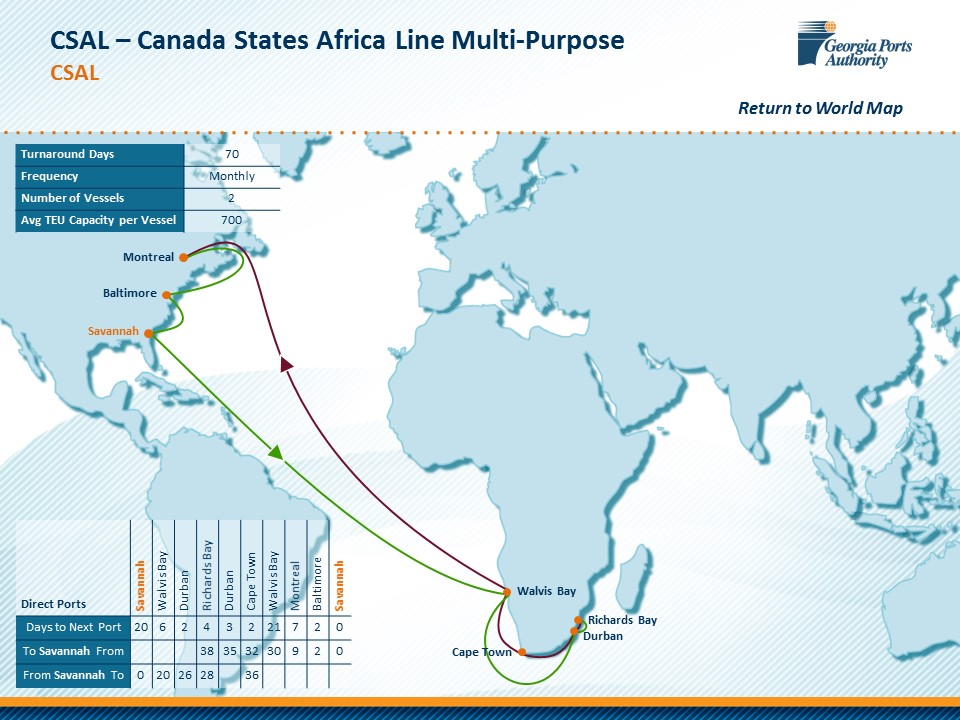 CSAL – Canada States Africa Line Multi-Purpose
CSAL
Georgia Ports
Authority
Return to World Map
Turnaround Days 70
Frequency Monthly
Number of Vessels 2
Avg TEU Capacity per Vessel 700
Montreal
Baltimore
Savannah
Walvis Bay
Richards Bay
Durban
Cape Town
Direct Ports Savannah Walvis Bay Durban Richards Bay Durban Cape Town Walvis Bay Montreal Baltimore Savannah
Days to Next Port 20 6 2 4 3 2 21 7 2 0
To Savannah From 38 35 32 30 9 2 0
From Savannah To 0 20 26 28 36